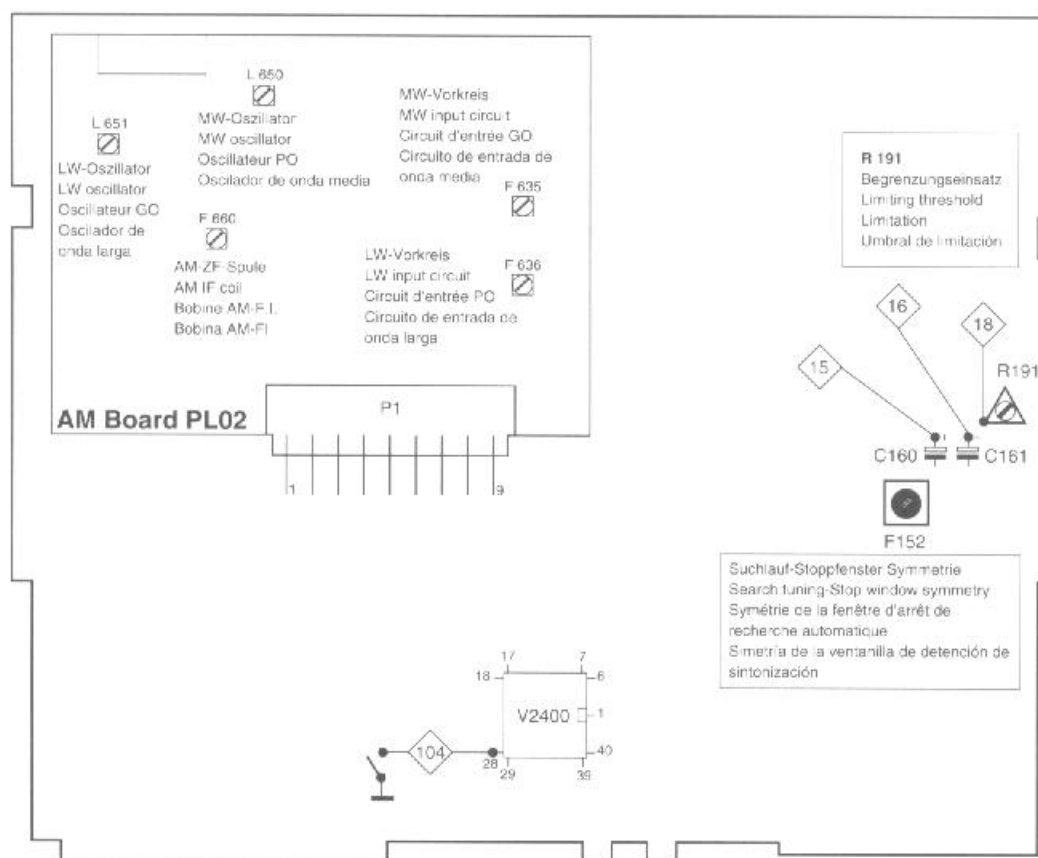 L 650
MW-Oszillator
MW oscillator
Oscillateur PO
Oscilador de onda media
L 651
LW-Oszillator
LW oscillator
Oscillateur GO
Oscilador de
onda larga
F 660
AM-ZF-Spule
AM IF coil
Bobine AM-F.I.
Bobina AM-FI
MW-Vorkreis
MW input circuit
Circuit d'entrée GO
Circuito de entrada de
onda media
F 635
LW-Vorkreis
LW input circuit
Circuit d'entrée PO
Circuito de entrada de
onda larga
F 636
AM Board PL02
P1
1
9
R 191
Begrenzungseinsatz
Limiting threshold
Limitation
Umbral de limitación
16
18
15
R191
C160
C161
F152
Suchlauf-Stoppfenster Symmetrie
Search tuning-Stop window symmetry
Symétrie de la fenêtre d'arrêt de
recherche automatique
Simetría de la ventanilla de detención de
sintonización
17
7
18
6
V2400
1
104
28
40
29
39